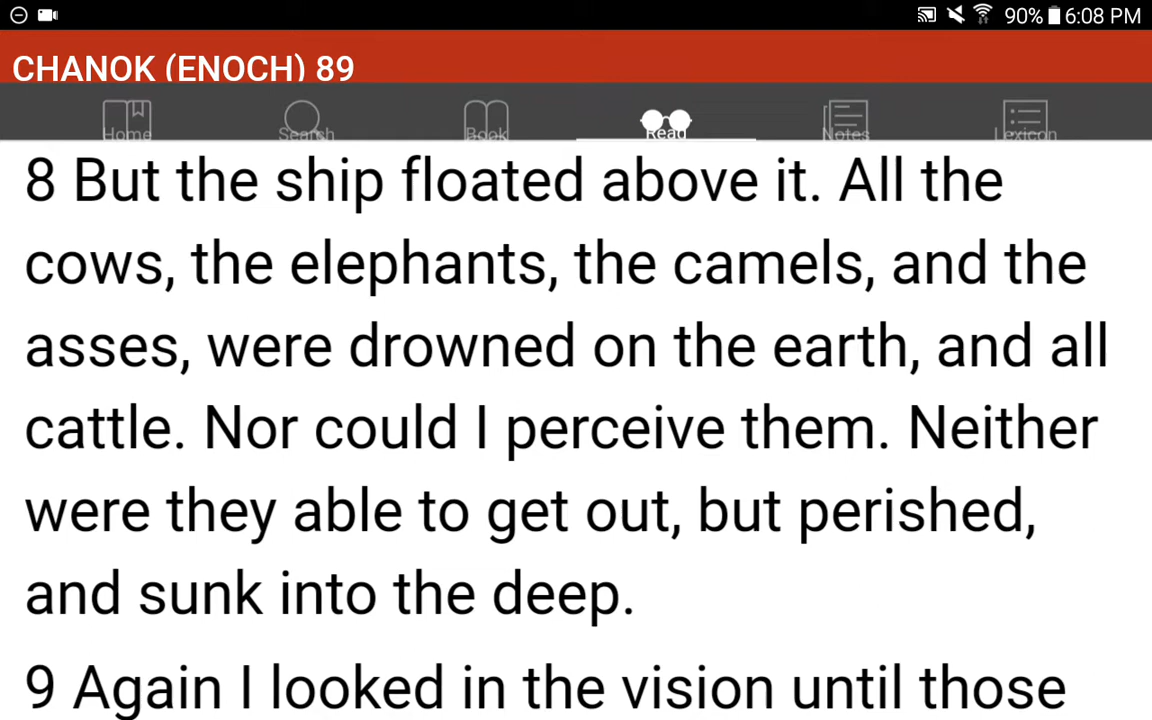 90% 6:08 PM
CHANOK (ENOCH) 89
Home Search Book Read Notes Lexicon
8 But the ship floated above it. All the
cows, the elephants, the camels, and the
asses, were drowned on the earth, and all
cattle. Nor could I perceive them. Neither
were they able to get out, but perished,
and sunk into the deep.
9 Again I looked in the vision until those